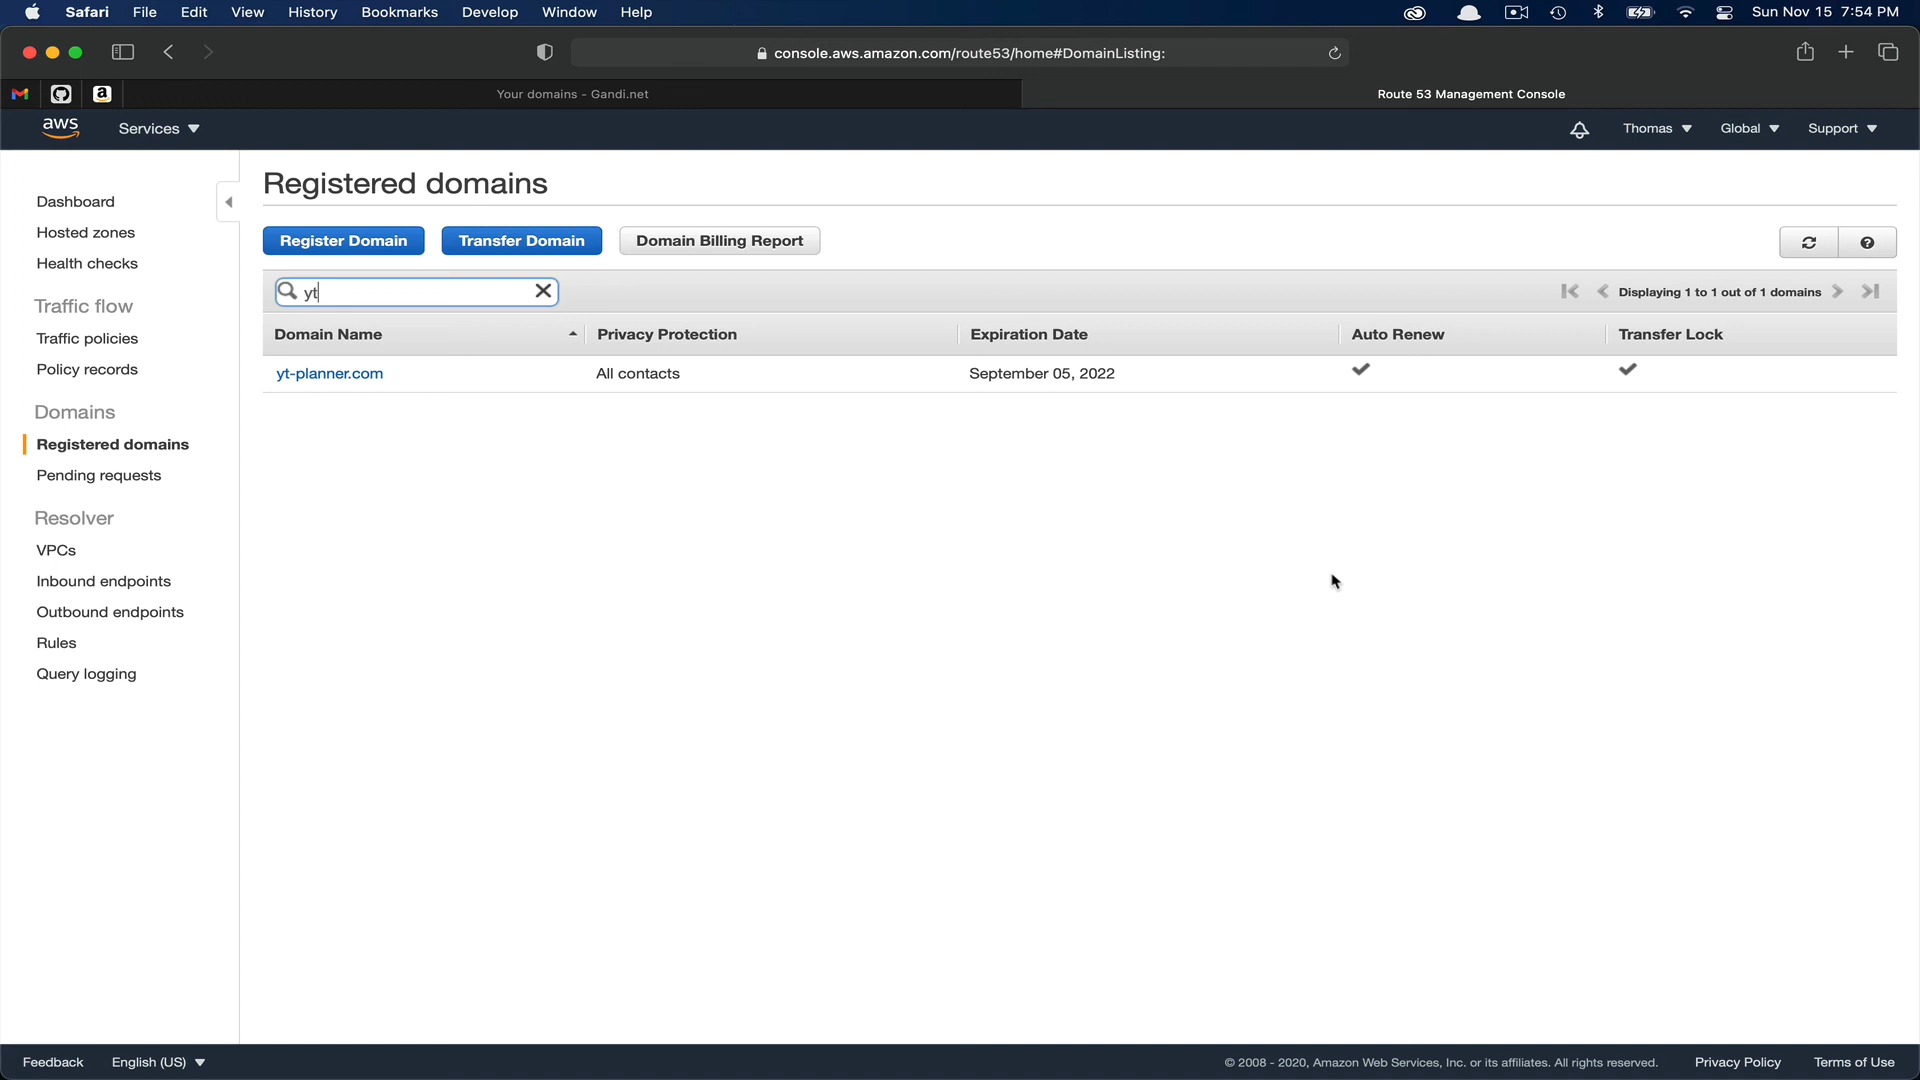 Safari File Edit View History Bookmarks Develop Window Help Sun Nov 15 7:54 PM
console.aws.amazon.com/route53/home#DomainListing:
Your domains - Gandi.net Route 53 Management Console
aws Services Thomas Global Support
Registered domains
Register Domain Transfer Domain Domain Billing Report
yt Displaying 1 to 1 out of 1 domains
Domain Name Privacy Protection Expiration Date Auto Renew Transfer Lock
yt-planner.com All contacts September 05, 2022
Dashboard
Hosted zones
Health checks
Traffic flow
Traffic policies
Policy records
Domains
Registered domains
Pending requests
Resolver
VPCs
Inbound endpoints
Outbound endpoints
Rules
Query logging
Feedback English (US) © 2008 - 2020, Amazon Web Services, Inc. or its affiliates. All rights reserved. Privacy Policy Terms of Use